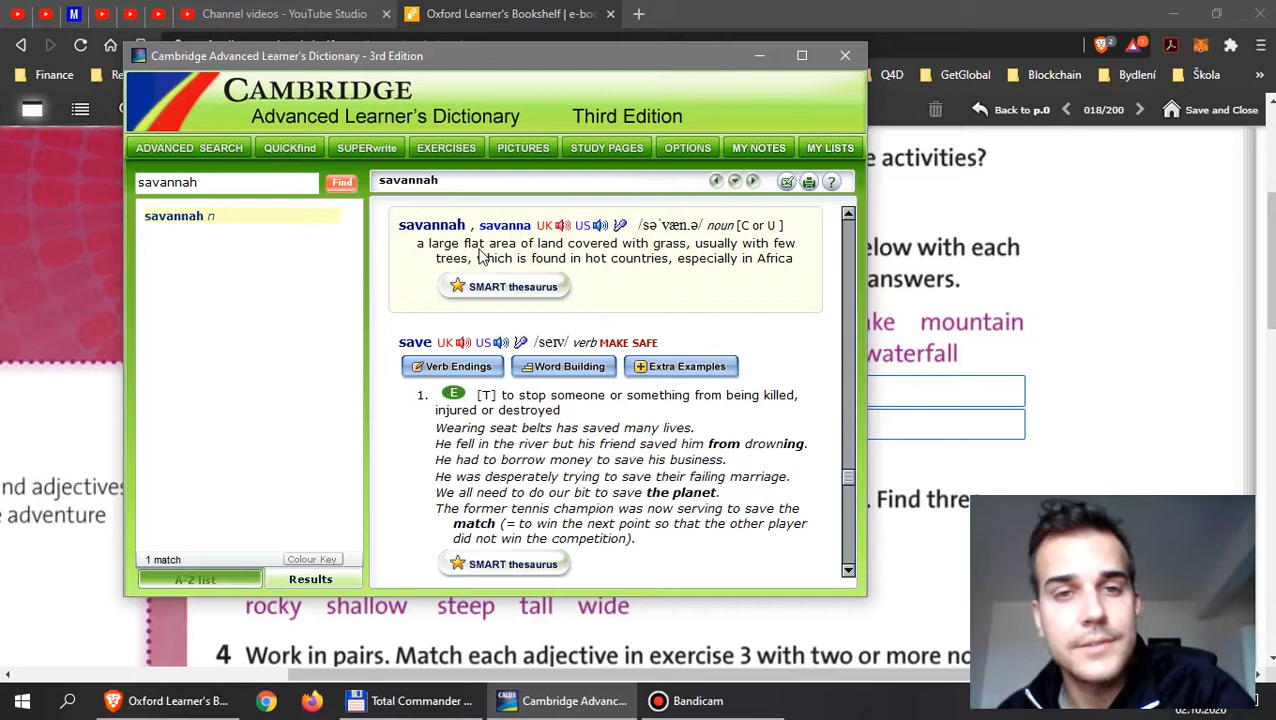 Channel videos - YouTube Studio
Oxford Learner's Bookshelf | e-bo
Finance
Re
Q4D
GetGlobal
Blockchain
Bydlení
Škola
Back to p.0
018/200
Save and Close
Cambridge Advanced Learner's Dictionary - 3rd Edition
CAMBRIDGE
Advanced Learner's Dictionary
Third Edition
ADVANCED SEARCH
QUICKfind
SUPERwrite
EXERCISES
PICTURES
STUDY PAGES
OPTIONS
MY NOTES
MY LISTS
savannah
Find
savannah
savannah n
savannah , savanna UK US /səˈvæn.ə/ noun [C or U ]
a large flat area of land covered with grass, usually with few
trees, which is found in hot countries, especially in Africa
SMART thesaurus
save UK US /seɪv/ verb MAKE SAFE
Verb Endings
Word Building
Extra Examples
1. E [T] to stop someone or something from being killed,
injured or destroyed
Wearing seat belts has saved many lives.
He fell in the river but his friend saved him from drowning.
He had to borrow money to save his business.
He was desperately trying to save their failing marriage.
We all need to do our bit to save the planet.
The former tennis champion was now serving to save the
match (= to win the next point so that the other player
did not win the competition).
SMART thesaurus
1 match
Colour Key
A-Z list
Results
e activities?
below with each
answers.
ke mountain
waterfall
nd adjectives
e adventure
. Find three
rocky shallow steep tall wide
4 Work in pairs. Match each adjective in exercise 3 with two or more no
Oxford Learner's B...
Total Commander ...
Cambridge Advanc...
Bandicam
02.10.2020